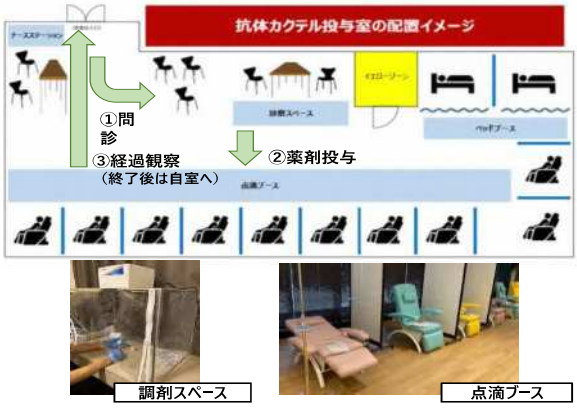 抗体カクテル投与室の配置イメージ
ナースステーション
イエローゾーン
診察スペース
ベッドブース
①問
診
②薬剤投与
③経過観察
（終了後は自室へ）
点滴ブース
調剤スペース
点滴ブース